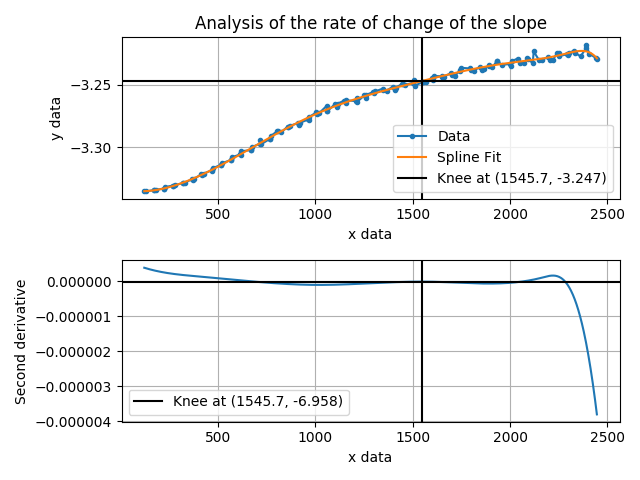 Analysis of the rate of change of the slope
y data
−3.25
−3.30
Data
Spline Fit
Knee at (1545.7, -3.247)
500 1000 1500 2000 2500
x data
Second derivative
0.000000
−0.000001
−0.000002
−0.000003
−0.000004
Knee at (1545.7, -6.958)
500 1000 1500 2000 2500
x data